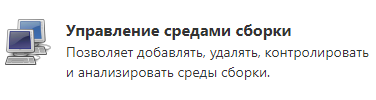 Управление средами сборки
Позволяет добавлять, удалять, контролировать
и анализировать среды сборки.